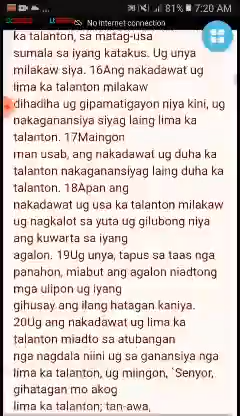 81% 7:20 AM
No Internet connection
ka talanton, sa matag-usa
sumala sa iyang katakus. Ug unya
milakaw siya. 16Ang nakadawat ug
lima ka talanton milakaw
dihadiha ug gipamatigayon niya kini, ug
nakaganansiya siyag laing lima ka
talanton. 17Maingon
man usab, ang nakadawat ug duha ka
talanton nakaganansiyag laing duha ka
talanton. 18Apan ang
nakadawat ug usa ka talanton milakaw
ug nagkalot sa yuta ug gilubong niya
ang kuwarta sa iyang
agalon. 19Ug unya, tapus sa taas nga
panahon, miabut ang agalon niadtong
mga ulipon ug iyang
gihusay ang ilang hatagan kaniya.
20Ug ang nakadawat ug lima ka
talanton miadto sa atubangan
nga nagdala niini ug sa ganansiya nga
lima ka talanton, ug miingon, `Senyor,
gihatagan mo akog
lima ka talanton; tan-awa,